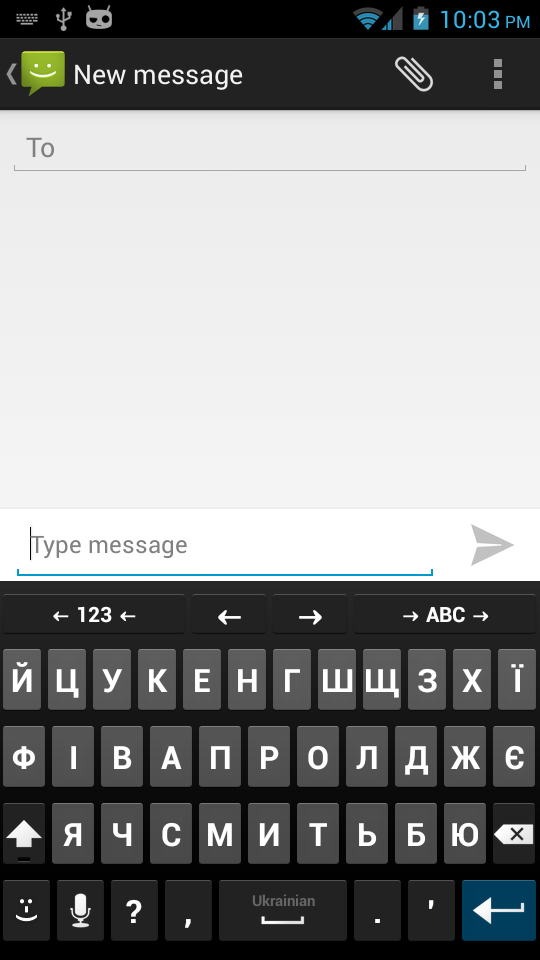 10:03 PM
New message
To
Type message
← 123 ← ← → → ABC →
Й Ц У К Е Н Г Ш Щ З Х Ї
Ф І В А П Р О Л Д Ж Є
Я Ч С М И Т Ь Б Ю
? , Ukrainian . '